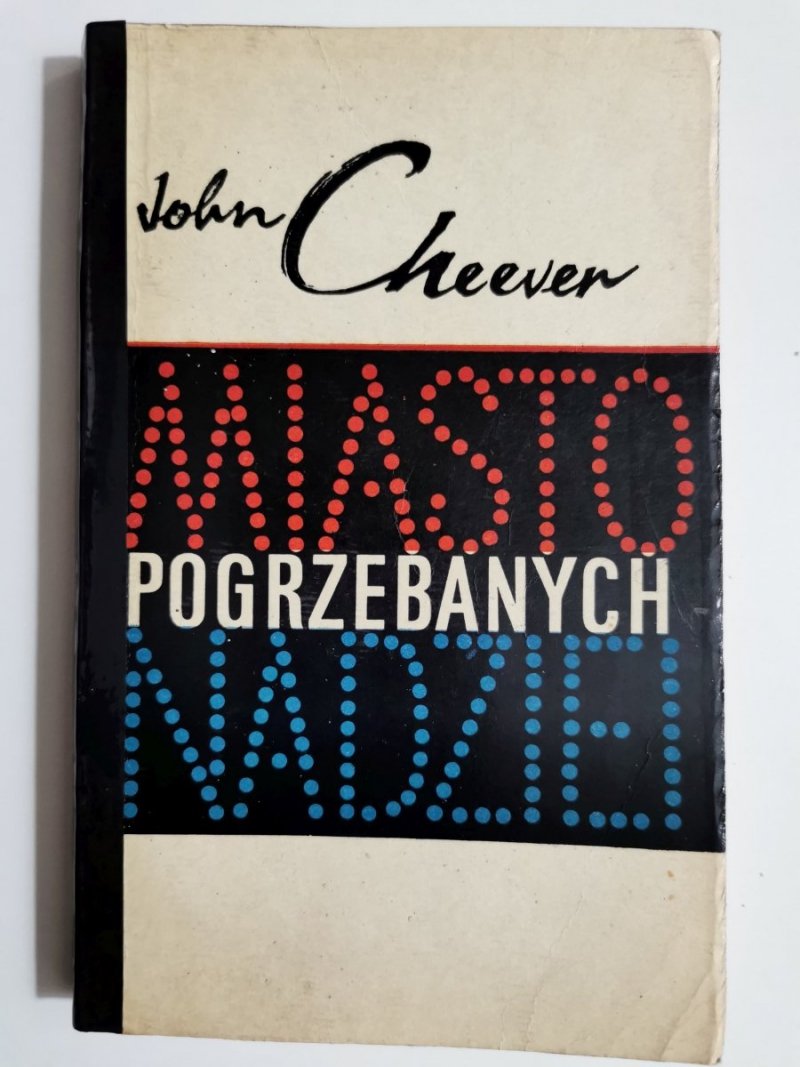 John Cheever
MIASTO
POGRZEBANYCH
NADZIEI